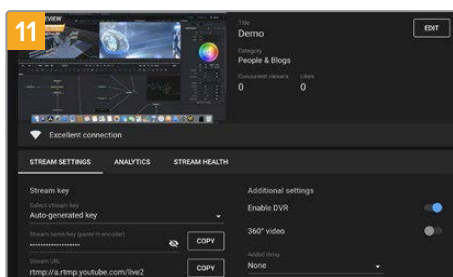 11
PREVIEW
Title
Demo
EDIT
Category
People & Blogs
Concurrent viewers Likes
0 0
Excellent connection
STREAM SETTINGS ANALYTICS STREAM HEALTH
Stream key Additional settings
Select stream key Enable DVR
Auto-generated key
360° video
Stream name/key (paste in encoder)
COPY
Added delay
Stream URL None
rtmp://a.rtmp.youtube.com/live2 COPY